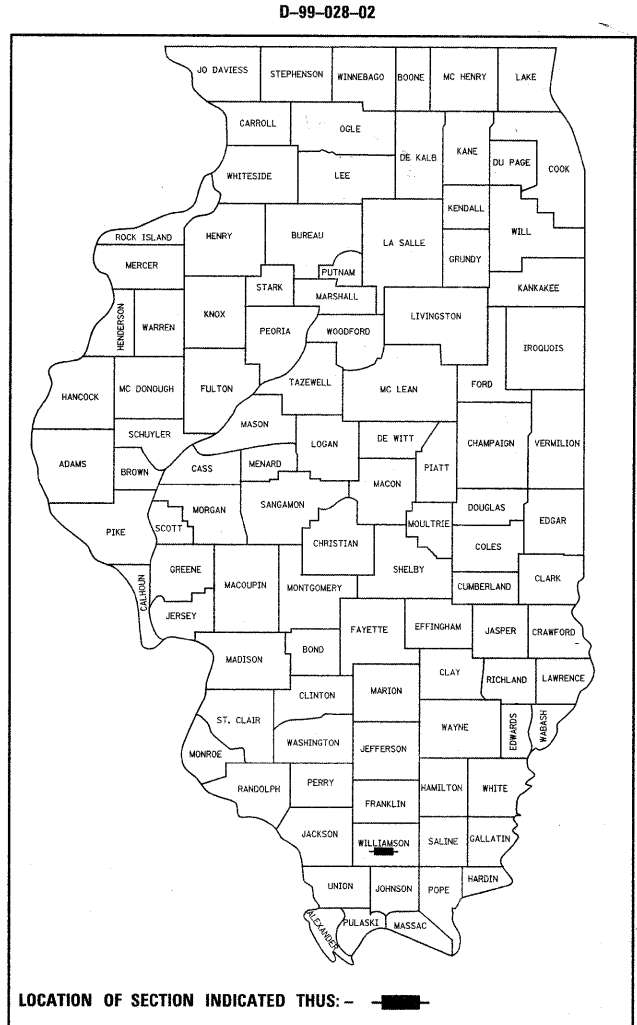 D-99-028-02
JO DAVIESS STEPHENSON WINNEBAGO BOONE MC HENRY LAKE
CARROLL OGLE
DE KALB KANE DU PAGE COOK
WHITESIDE LEE
KENDALL
ROCK ISLAND HENRY BUREAU LA SALLE WILL
MERCER PUTNAM GRUNDY
STARK MARSHALL KANKAKEE
HENDERSON WARREN KNOX PEORIA WOODFORD LIVINGSTON IROQUOIS
HANCOCK MC DONOUGH FULTON TAZEWELL MC LEAN FORD
SCHUYLER MASON LOGAN DE WITT CHAMPAIGN VERMILION
ADAMS BROWN CASS MENARD MACON PIATT
PIKE SCOTT MORGAN SANGAMON MOULTRIE DOUGLAS EDGAR
CHRISTIAN COLES
CALHOUN GREENE MACOUPIN MONTGOMERY SHELBY CUMBERLAND CLARK
JERSEY
MADISON BOND FAYETTE EFFINGHAM JASPER CRAWFORD
CLINTON MARION CLAY RICHLAND LAWRENCE
ST. CLAIR WASHINGTON WAYNE EDWARDS WABASH
MONROE JEFFERSON
RANDOLPH PERRY HAMILTON WHITE
FRANKLIN
JACKSON WILLIAMSON SALINE GALLATIN
UNION JOHNSON POPE HARDIN
ALEXANDER PULASKI MASSAC
LOCATION OF SECTION INDICATED THUS: -